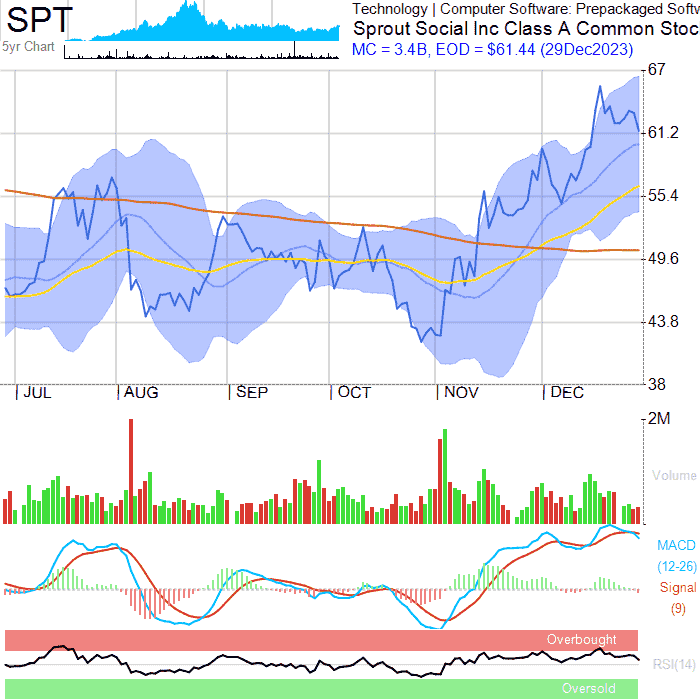 SPT
5yr Chart
Technology | Computer Software: Prepackaged Softw
Sprout Social Inc Class A Common Stoc
MC = 3.4B, EOD = $61.44 (29Dec2023)
67
61.2
55.4
49.6
43.8
38
JUL AUG SEP OCT NOV DEC
2M
Volume
MACD
(12-26)
Signal
(9)
Overbought
RSI(14)
Oversold